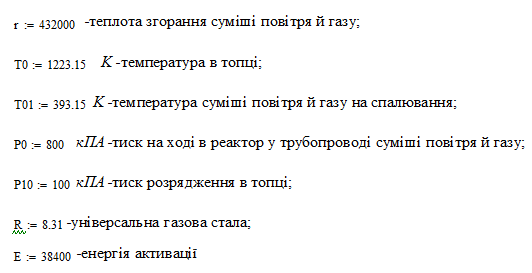 r := 432000 -теплота згорання суміші повітря й газу;
T0 := 1223.15 K -температура в топці;
T01 := 393.15 K -температура суміші повітря й газу на спалювання;
P0 := 800 кПА -тиск на ході в реактор у трубопроводі суміші повітря й газу;
P10 := 100 кПА -тиск розрядження в топці;
R := 8.31 -універсальна газова стала;
E := 38400 -енергія активації